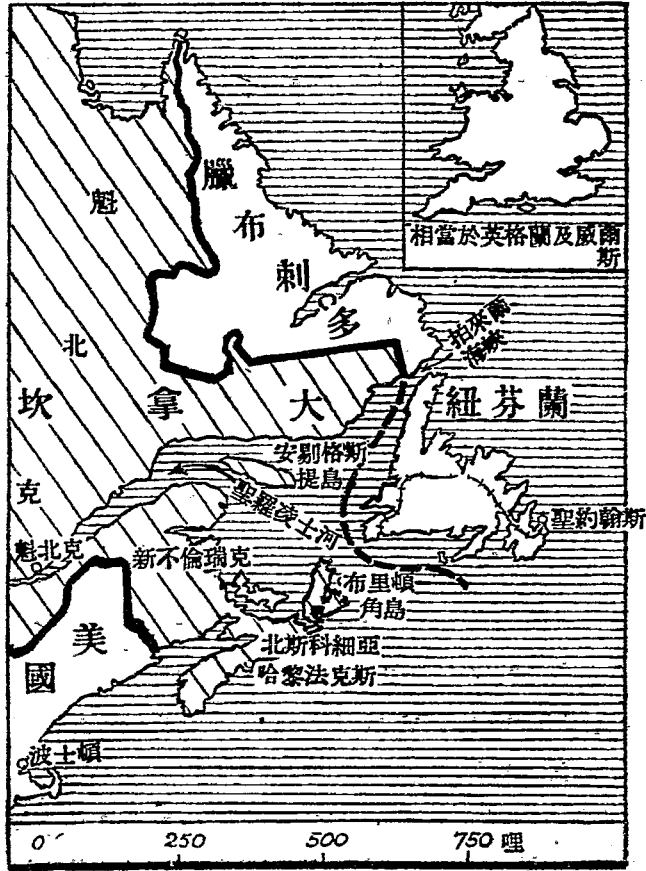 臘布剌多
相當於英格蘭及威爾
斯
魁北克
拍來爾
海峽
坎拿大
紐芬蘭
安剔格斯
提島
聖羅凌士河
聖約翰斯
魁北克
新不倫瑞克
布里頓
角島
美國
北斯科細亞
哈黎法克斯
波士頓
0 250 500 750 哩